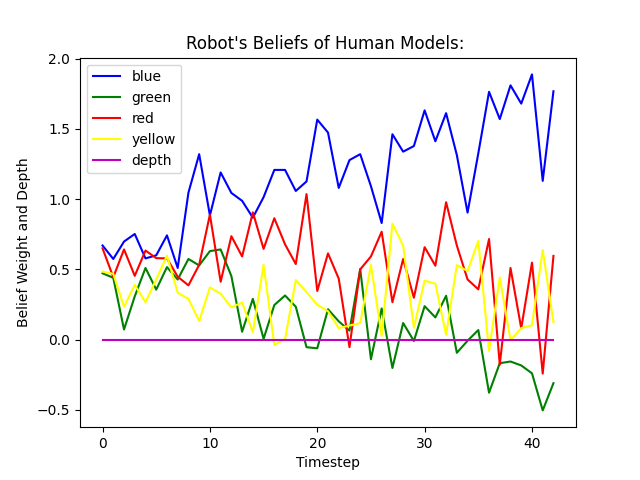 Robot's Beliefs of Human Models:
blue
green
red
yellow
depth
Belief Weight and Depth
2.0
1.5
1.0
0.5
0.0
−0.5
0
10
20
30
40
Timestep